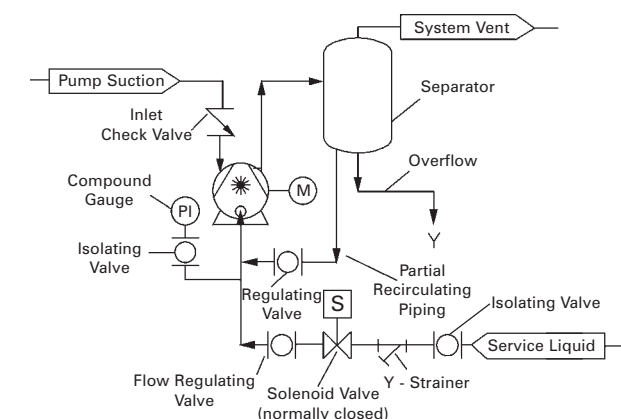 System Vent
Pump Suction
Separator
Inlet
Check Valve
Compound
Gauge
PI
M
Overflow
Isolating
Valve
Regulating
Valve
Partial
Recirculating
Piping
S
Isolating Valve
Service Liquid
Flow Regulating
Valve
Solenoid Valve
(normally closed)
Y - Strainer